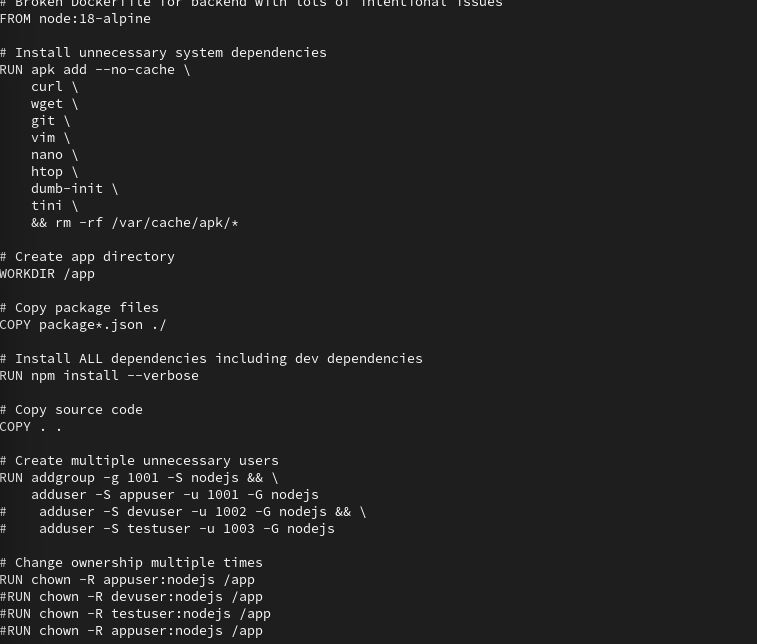 # Broken Dockerfile for backend with lots of intentional issues
FROM node:18-alpine

# Install unnecessary system dependencies
RUN apk add --no-cache \
    curl \
    wget \
    git \
    vim \
    nano \
    htop \
    dumb-init \
    tini \
    && rm -rf /var/cache/apk/*

# Create app directory
WORKDIR /app

# Copy package files
COPY package*.json ./

# Install ALL dependencies including dev dependencies
RUN npm install --verbose

# Copy source code
COPY . .

# Create multiple unnecessary users
RUN addgroup -g 1001 -S nodejs && \
    adduser -S appuser -u 1001 -G nodejs
#    adduser -S devuser -u 1002 -G nodejs && \
#    adduser -S testuser -u 1003 -G nodejs

# Change ownership multiple times
RUN chown -R appuser:nodejs /app
#RUN chown -R devuser:nodejs /app
#RUN chown -R testuser:nodejs /app
#RUN chown -R appuser:nodejs /app